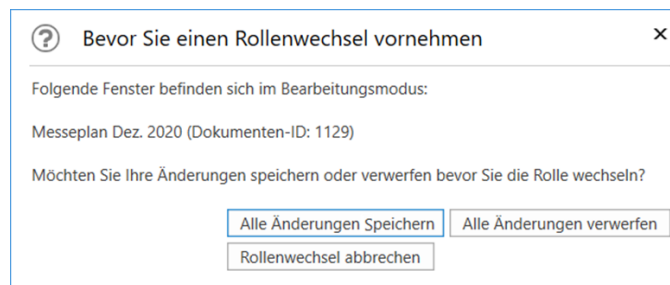 Bevor Sie einen Rollenwechsel vornehmen
Folgende Fenster befinden sich im Bearbeitungsmodus:
Messeplan Dez. 2020 (Dokumenten-ID: 1129)
Möchten Sie Ihre Änderungen speichern oder verwerfen bevor Sie die Rolle wechseln?
Alle Änderungen Speichern Alle Änderungen verwerfen
Rollenwechsel abbrechen